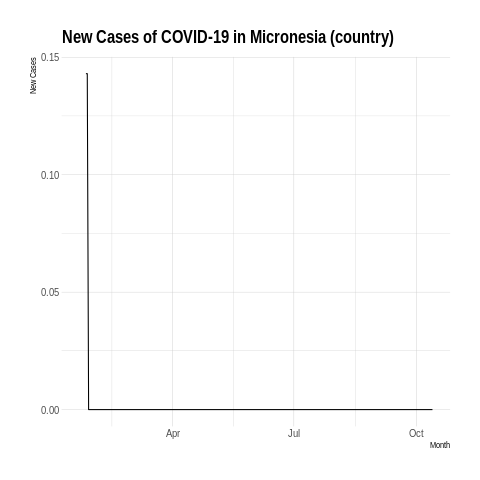 New Cases of COVID-19 in Micronesia (country)
New Cases
0.15
0.10
0.05
0.00
Apr
Jul
Oct
Month